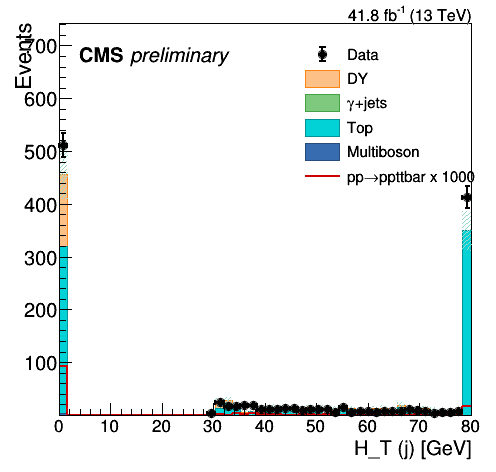 41.8 fb⁻¹ (13 TeV)
Events
CMS preliminary
Data
DY
γ+jets
Top
Multiboson
pp→ppttbar x 1000
700
600
500
400
300
200
100
0 10 20 30 40 50 60 70 80
H_T (j) [GeV]